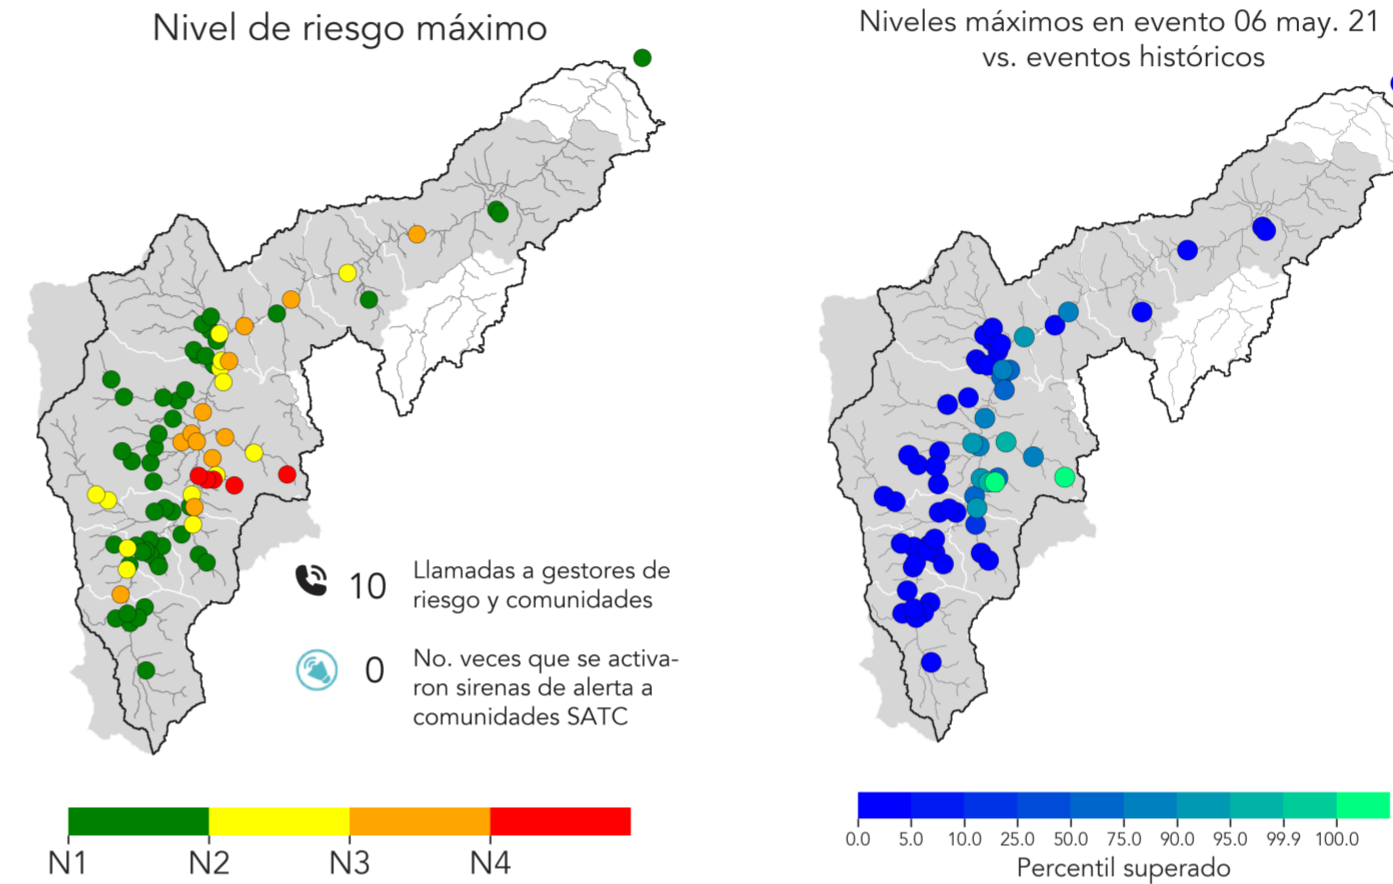 Nivel de riesgo máximo
10
Llamadas a gestores de
riesgo y comunidades
0
No. veces que se activa-
ron sirenas de alerta a
comunidades SATC
N1 N2 N3 N4
Niveles máximos en evento 06 may. 21
vs. eventos históricos
0.0 5.0 10.0 25.0 50.0 75.0 90.0 95.0 99.9 100.0
Percentil superado